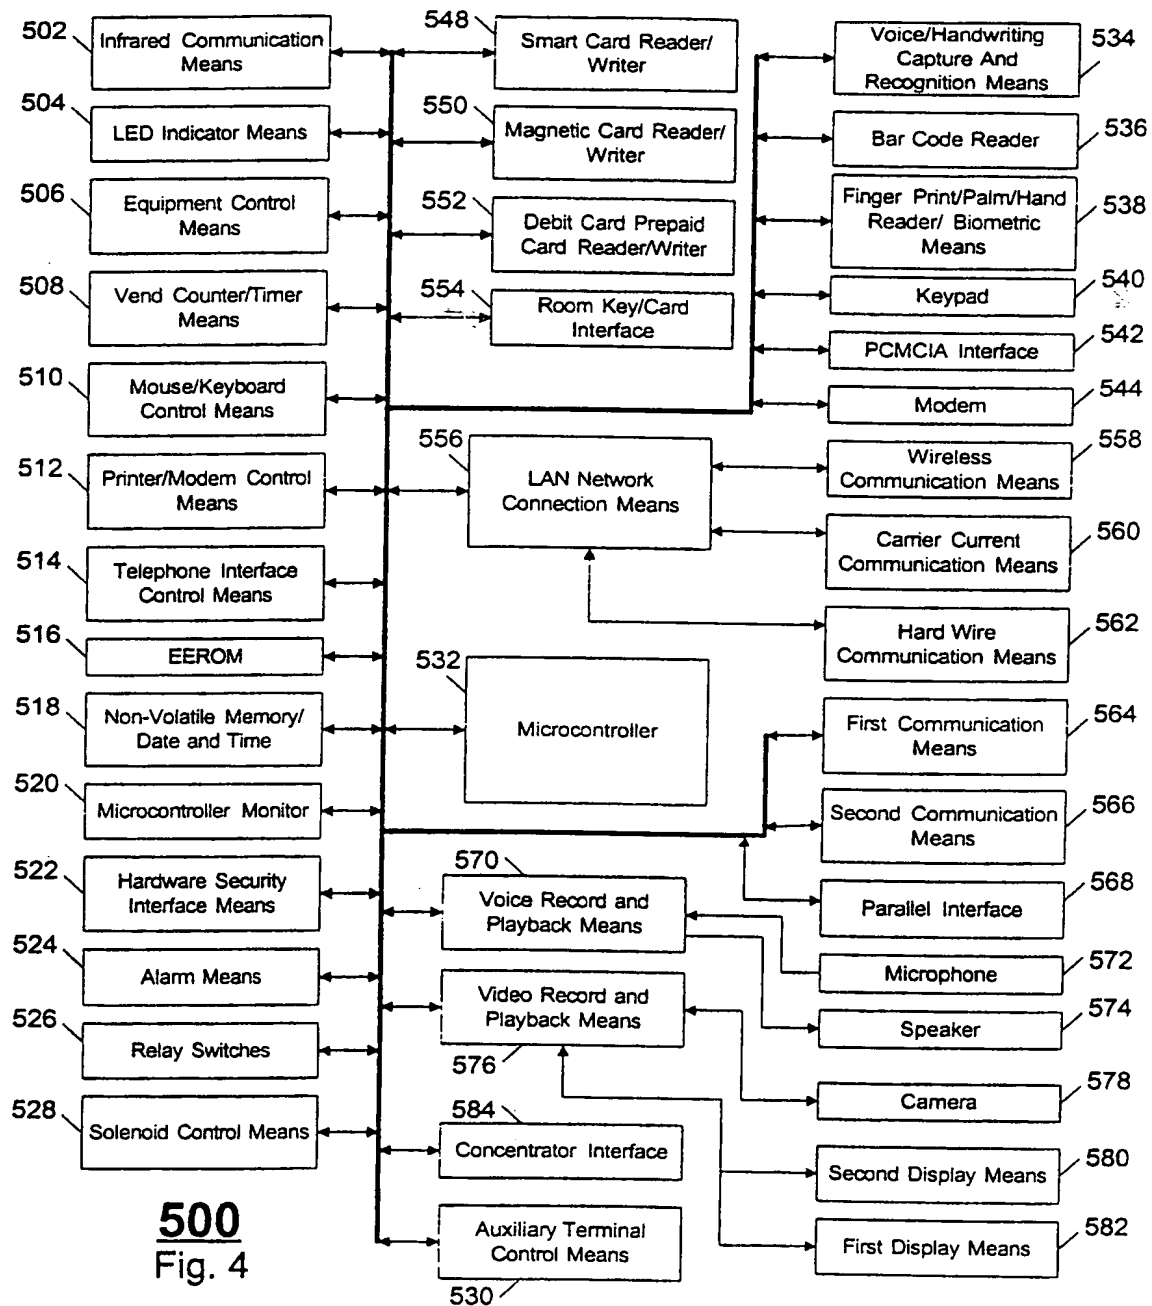 502
Infrared Communication
Means
504
LED Indicator Means
506
Equipment Control
Means
508
Vend Counter/Timer
Means
510
Mouse/Keyboard
Control Means
512
Printer/Modem Control
Means
514
Telephone Interface
Control Means
516
EEROM
518
Non-Volatile Memory/
Date and Time
520
Microcontroller Monitor
522
Hardware Security
Interface Means
524
Alarm Means
526
Relay Switches
528
Solenoid Control Means
548
Smart Card Reader/
Writer
550
Magnetic Card Reader/
Writer
552
Debit Card Prepaid
Card Reader/Writer
554
Room Key/Card
Interface
556
LAN Network
Connection Means
532
Microcontroller
570
Voice Record and
Playback Means
Video Record and
Playback Means
576
584
Concentrator Interface
Auxiliary Terminal
Control Means
530
Voice/Handwriting
Capture And
Recognition Means
534
Bar Code Reader
536
Finger Print/Palm/Hand
Reader/ Biometric
Means
538
Keypad
540
PCMCIA Interface
542
Modem
544
Wireless
Communication Means
558
Carrier Current
Communication Means
560
Hard Wire
Communication Means
562
First Communication
Means
564
Second Communication
Means
566
Parallel Interface
568
Microphone
572
Speaker
574
Camera
578
Second Display Means
580
First Display Means
582
500
Fig. 4